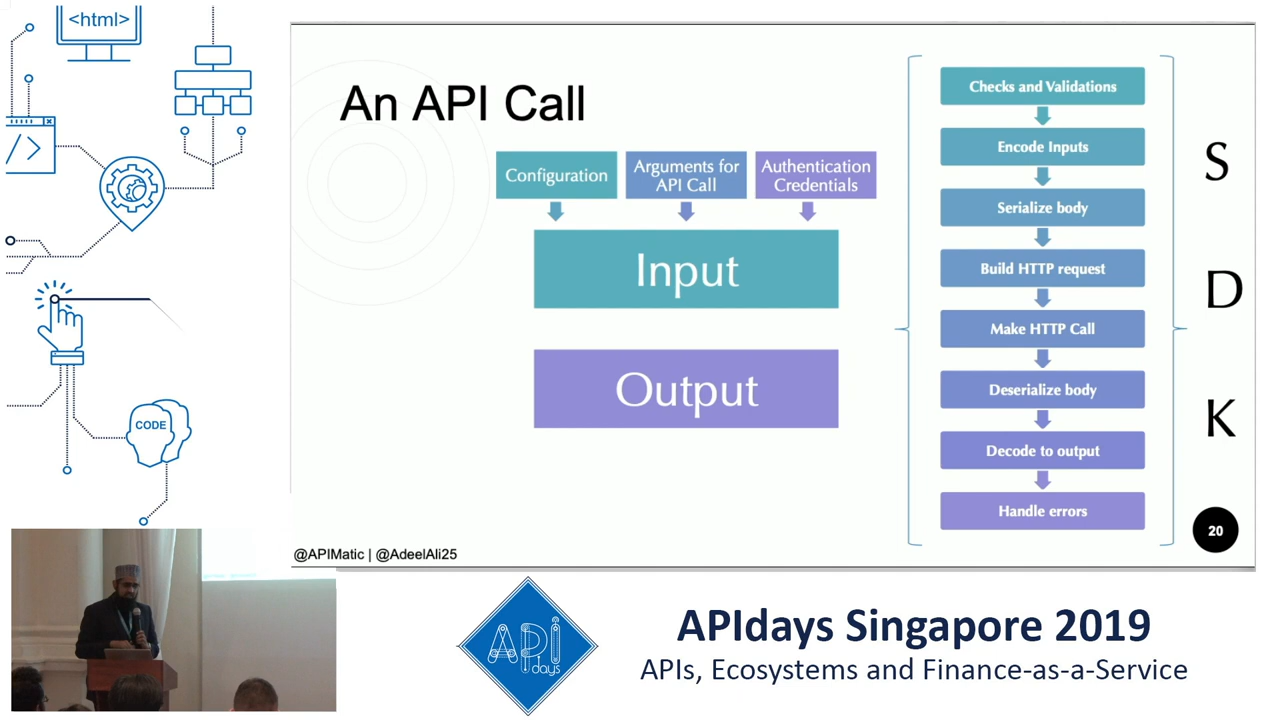 <html>
</>
CODE
An API Call
Configuration
Arguments for
API Call
Authentication
Credentials
Input
Output
Checks and Validations
Encode Inputs
Serialize body
Build HTTP request
Make HTTP Call
Deserialize body
Decode to output
Handle errors
S
D
K
20
@APIMatic | @AdeelAli25
API
days
APIdays Singapore 2019
APIs, Ecosystems and Finance-as-a-Service